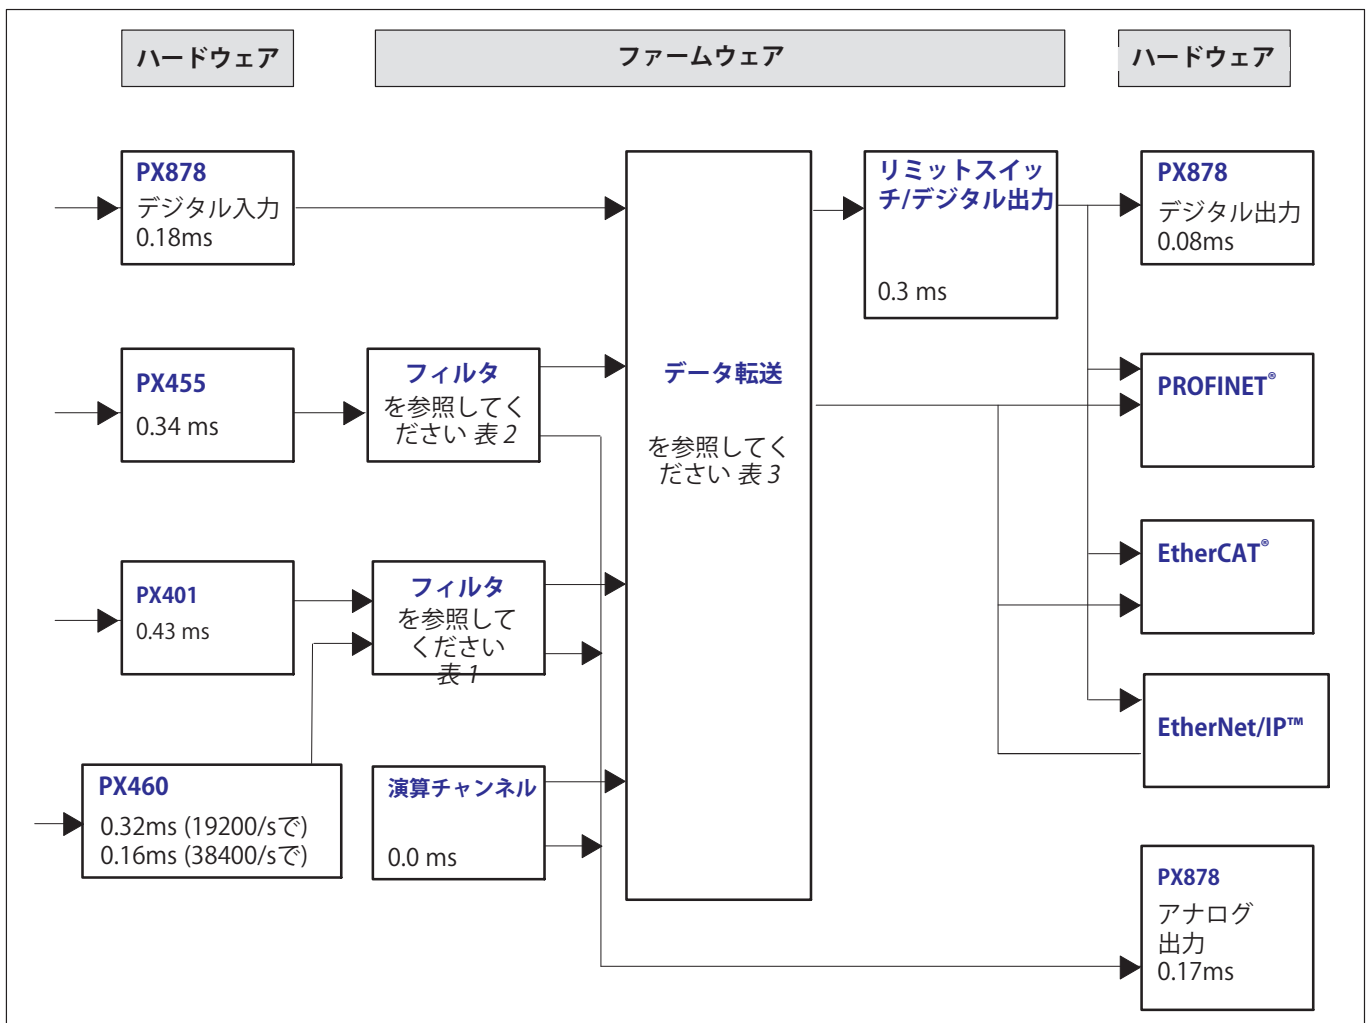 ハードウェア
ファームウェア
ハードウェア
PX878
デジタル入力
0.18ms
リミットスイッ
チ/デジタル出力
0.3 ms
PX878
デジタル出力
0.08ms
PX455
0.34 ms
フィルタ
を参照してく
ださい 表 2
データ転送
を参照してく
ださい 表 3
PROFINET®
PX401
0.43 ms
フィルタ
を参照して
ください
表 1
EtherCAT®
EtherNet/IP™
PX460
0.32ms (19200/sで)
0.16ms (38400/sで)
演算チャンネル
0.0 ms
PX878
アナログ
出力
0.17ms